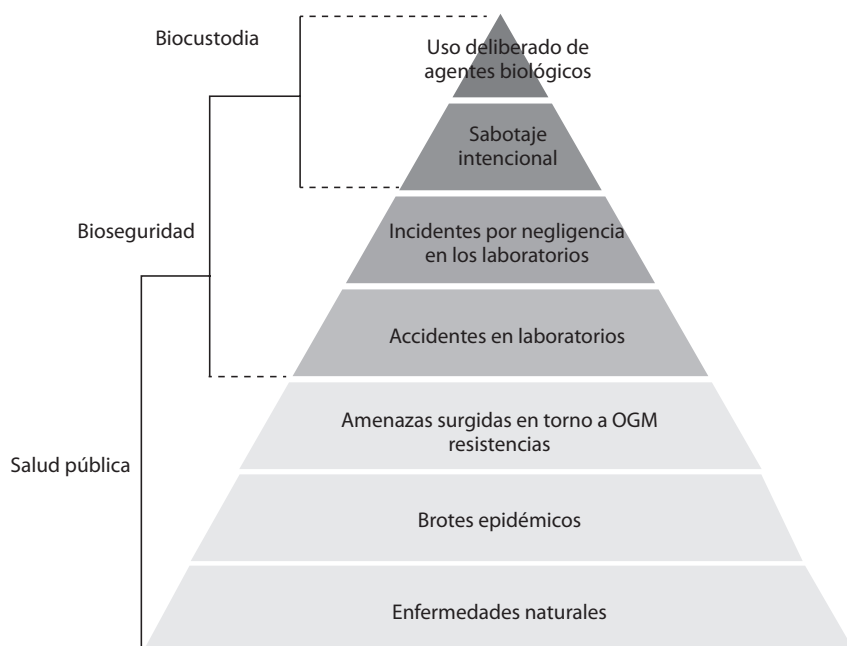 Biocustodia
Uso deliberado de
agentes biológicos
Sabotaje
intencional
Bioseguridad
Incidentes por negligencia
en los laboratorios
Accidentes en laboratorios
Amenazas surgidas en torno a OGM
resistencias
Salud pública
Brotes epidémicos
Enfermedades naturales